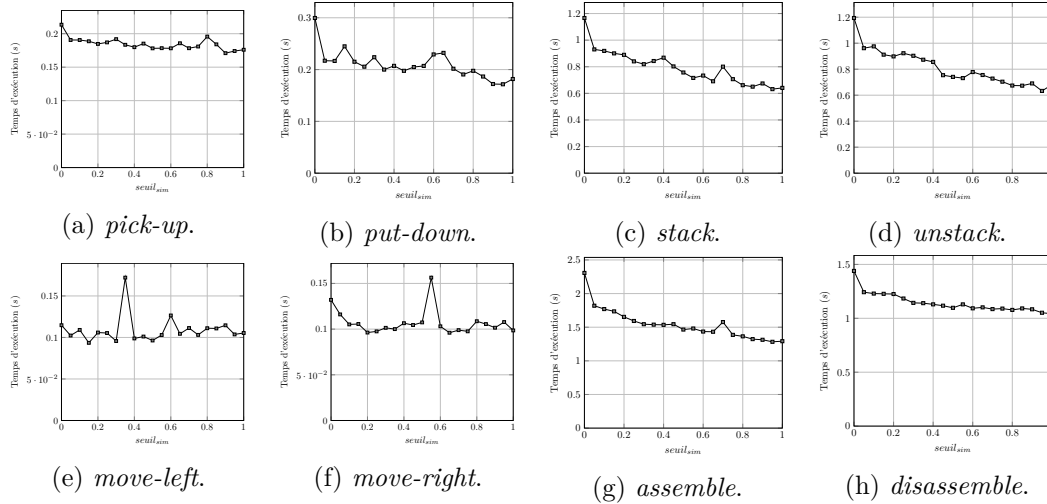 Temps d'exécution (s)
0.2
0.15
0.1
5 · 10⁻²
0
0 0.2 0.4 0.6 0.8 1
seuil_sim
(a) pick-up.
Temps d'exécution (s)
0.3
0.2
0.1
0
0 0.2 0.4 0.6 0.8 1
seuil_sim
(b) put-down.
Temps d'exécution (s)
1.2
1
0.8
0.6
0.4
0.2
0
0 0.2 0.4 0.6 0.8 1
seuil_sim
(c) stack.
Temps d'exécution (s)
1.2
1
0.8
0.6
0.4
0.2
0
0 0.2 0.4 0.6 0.8
seuil_sim
(d) unstack.
Temps d'exécution (s)
0.15
0.1
5 · 10⁻²
0
0 0.2 0.4 0.6 0.8 1
seuil_sim
(e) move-left.
Temps d'exécution (s)
0.15
0.1
5 · 10⁻²
0
0 0.2 0.4 0.6 0.8 1
seuil_sim
(f) move-right.
Temps d'exécution (s)
2.5
2
1.5
1
0.5
0
0 0.2 0.4 0.6 0.8 1
seuil_sim
(g) assemble.
Temps d'exécution (s)
1.5
1
0.5
0
0 0.2 0.4 0.6 0.8
seuil_sim
(h) disassemble.